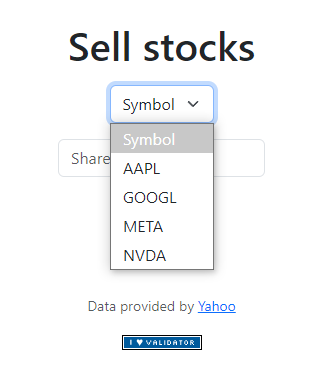 Sell stocks
Symbol
Symbol
Share
AAPL
GOOGL
META
NVDA
Data provided by Yahoo
I ♥ VALIDATOR